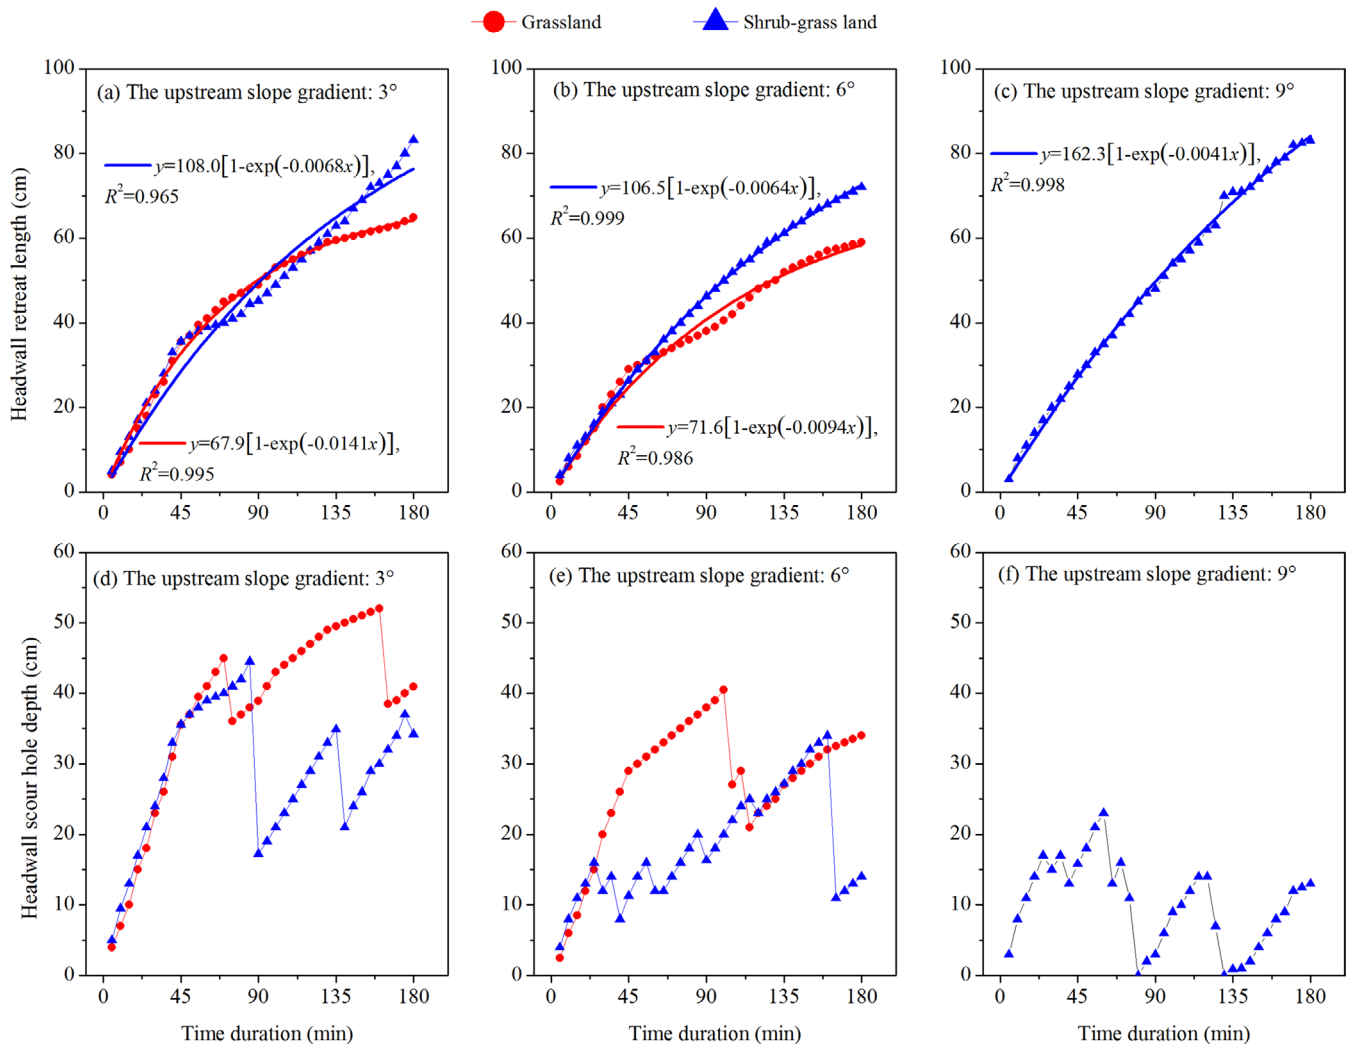 Grassland
Shrub-grass land
100
80
60
40
20
0
Headwall retreat length (cm)
(a) The upstream slope gradient: 3°
y=108.0[1-exp(-0.0068x)],
R²=0.965
y=67.9[1-exp(-0.0141x)],
R²=0.995
0 45 90 135 180
100
80
60
40
20
0
(b) The upstream slope gradient: 6°
y=106.5[1-exp(-0.0064x)],
R²=0.999
y=71.6[1-exp(-0.0094x)],
R²=0.986
0 45 90 135 180
100
80
60
40
20
0
(c) The upstream slope gradient: 9°
y=162.3[1-exp(-0.0041x)],
R²=0.998
0 45 90 135 180
60
50
40
30
20
10
0
Headwall scour hole depth (cm)
(d) The upstream slope gradient: 3°
0 45 90 135 180
Time duration (min)
60
50
40
30
20
10
0
(e) The upstream slope gradient: 6°
0 45 90 135 180
Time duration (min)
60
50
40
30
20
10
0
(f) The upstream slope gradient: 9°
0 45 90 135 180
Time duration (min)